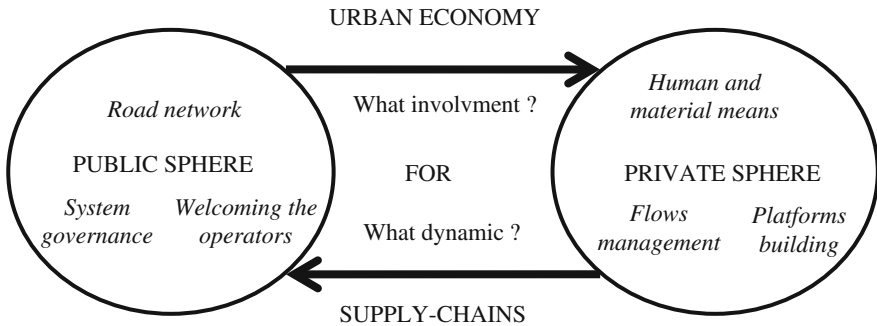 URBAN ECONOMY
Road network
PUBLIC SPHERE
System
governance
Welcoming the
operators
What involvment ?
FOR
What dynamic ?
Human and
material means
PRIVATE SPHERE
Flows
management
Platforms
building
SUPPLY-CHAINS